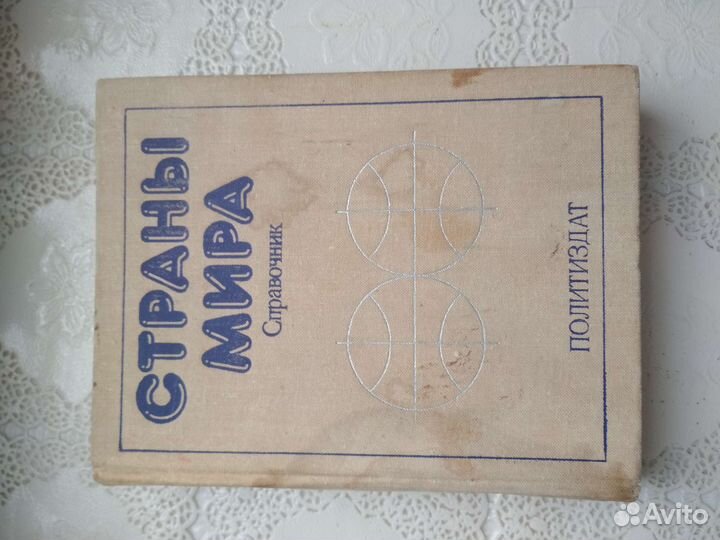 СТРАНЫ
МИРА
Справочник
ПОЛИТИЗДАТ
Avito